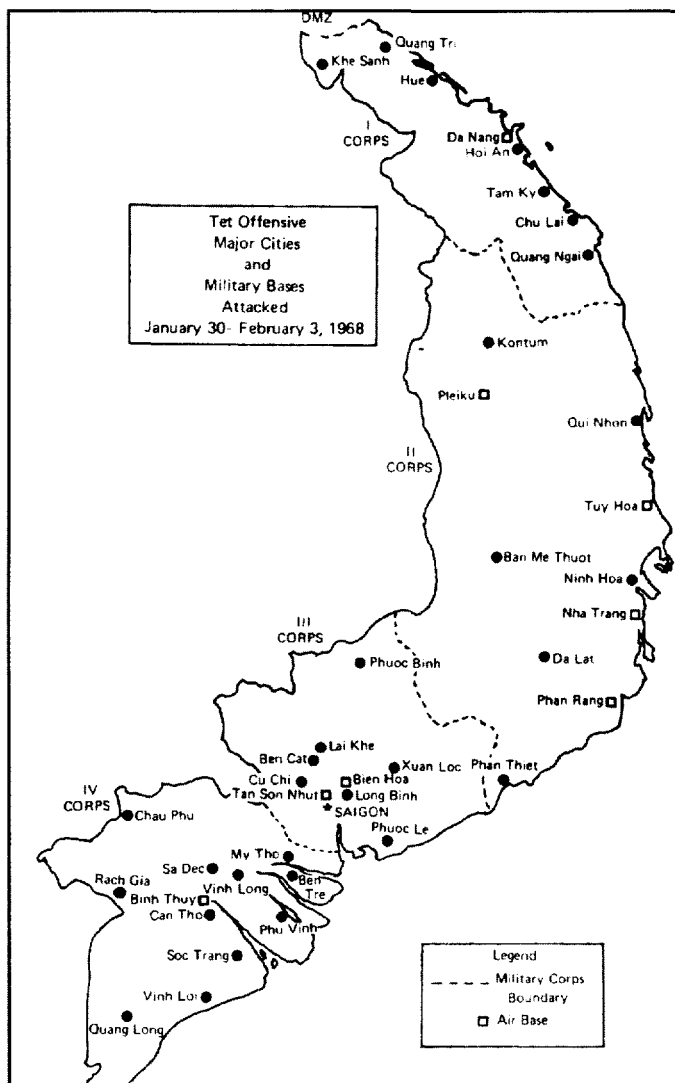 DMZ
Quang Tri
Khe Sanh
Hue
I
CORPS
Da Nang
Hoi An
Tam Ky
Chu Lai
Quang Ngai
Tet Offensive
Major Cities
and
Military Bases
Attacked
January 30- February 3, 1968
Kontum
Pleiku
Qui Nhon
II
CORPS
Tuy Hoa
Ban Me Thuot
Ninh Hoa
Nha Trang
III
CORPS
Phuoc Binh
Da Lat
Phan Rang
Lai Khe
Ben Cat
Xuan Loc
Phan Thiet
Cu Chi
Bien Hoa
Tan Son Nhut
Long Binh
SAIGON
IV
CORPS
Chau Phu
Phuoc Le
My Tho
Sa Dec
Ben
Tre
Rach Gia
Vinh Long
Binh Thuy
Can Tho
Phu Vinh
Soc Trang
Vinh Loi
Quang Long
Legend
Military Corps
Boundary
Air Base